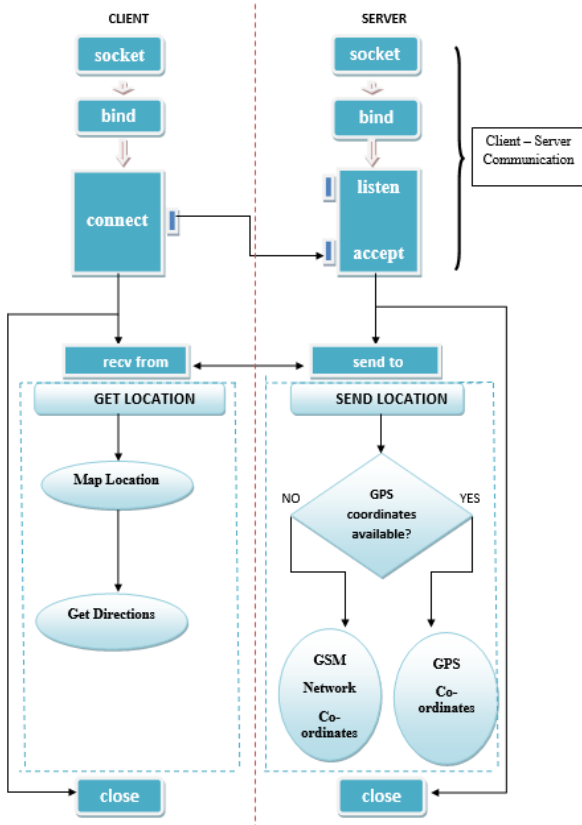 CLIENT
SERVER
socket
socket
bind
bind
Client – Server
Communication
connect
listen
accept
recv from
send to
GET LOCATION
SEND LOCATION
Map Location
NO
GPS
coordinates
available?
YES
Get Directions
GSM
Network
Co-
ordinates
GPS
Co-
ordinates
close
close